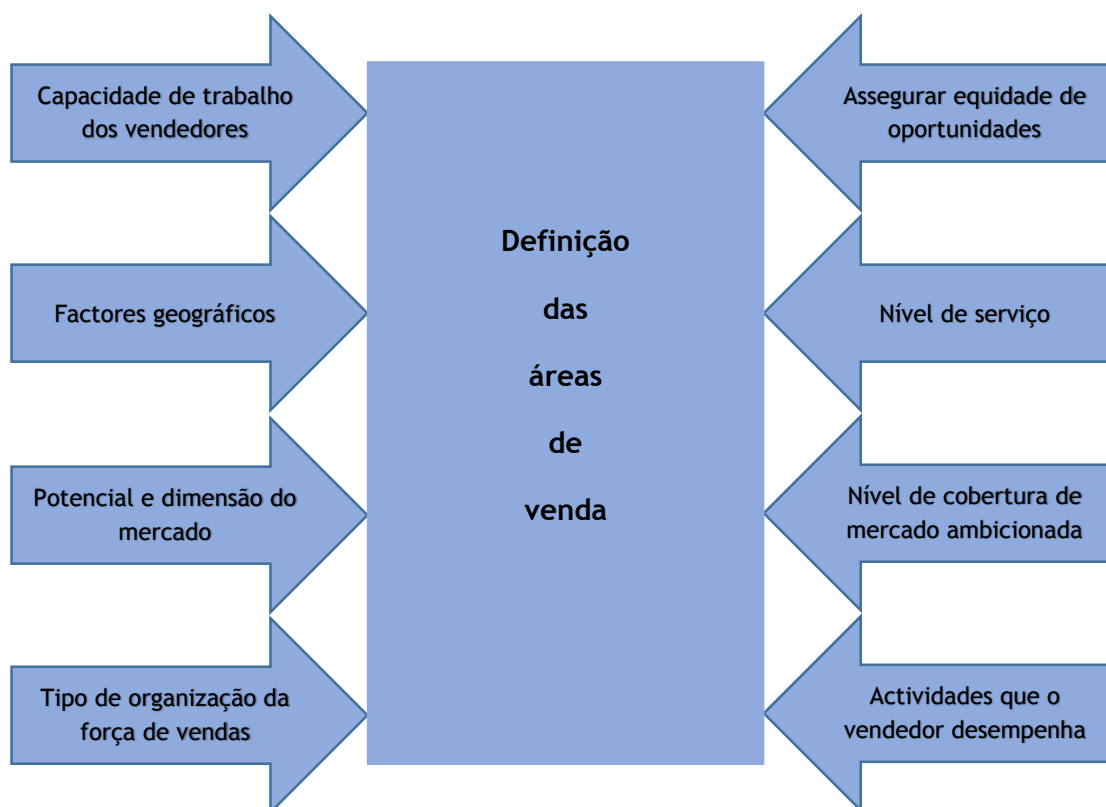 Capacidade de trabalho
dos vendedores
Factores geográficos
Potencial e dimensão do
mercado
Tipo de organização da
força de vendas
Definição
das
áreas
de
venda
Assegurar equidade de
oportunidades
Nível de serviço
Nível de cobertura de
mercado ambicionada
Actividades que o
vendedor desempenha